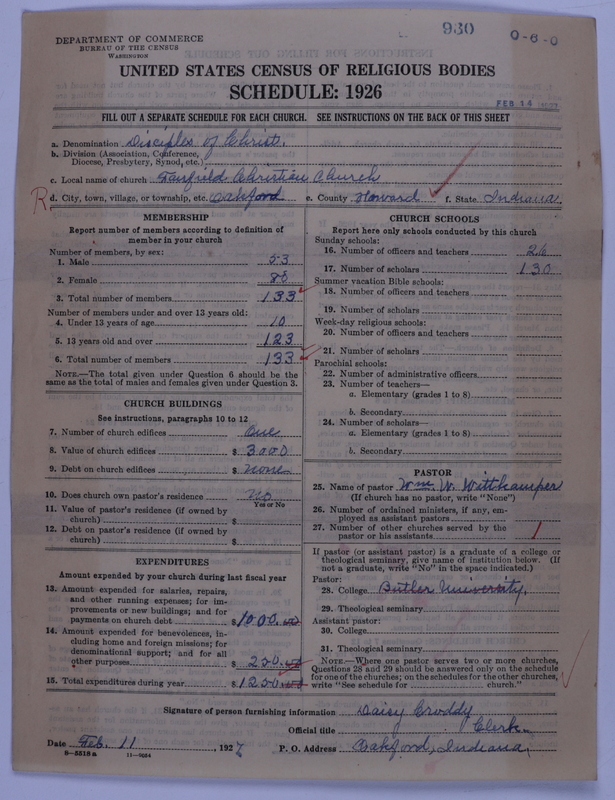 930
0-6-0
DEPARTMENT OF COMMERCE
BUREAU OF THE CENSUS
WASHINGTON
UNITED STATES CENSUS OF RELIGIOUS BODIES
SCHEDULE: 1926
FEB 14
FILL OUT A SEPARATE SCHEDULE FOR EACH CHURCH. SEE INSTRUCTIONS ON THE BACK OF THIS SHEET
a. Denomination Disciples of Christ.
b. Division (Association, Conference, Diocese, Presbytery, Synod, etc.)
c. Local name of church Fairfield Christian Church
R d. City, town, village, or township, etc. Oakford e. County Howard f. State Indiana
MEMBERSHIP
Report number of members according to definition of
member in your church
Number of members, by sex:
1. Male 53
2. Female 80
3. Total number of members 133
Number of members under and over 13 years old:
4. Under 13 years of age 10
5. 13 years old and over 123
6. Total number of members 133
NOTE.—The total given under Question 6 should be the
same as the total of males and females given under Question 3.
CHURCH BUILDINGS
See instructions, paragraphs 10 to 12
7. Number of church edifices One
8. Value of church edifices $ 3000
9. Debt on church edifices $ none
10. Does church own pastor's residence? No
Yes or No
11. Value of pastor's residence (if owned by
church) $
12. Debt on pastor's residence (if owned by
church) $
EXPENDITURES
Amount expended by your church during last fiscal year
13. Amount expended for salaries, repairs,
and other running expenses; for im-
provements or new buildings; and for
payments on church debt $1000.00
14. Amount expended for benevolences, in-
cluding home and foreign missions; for
denominational support; and for all
other purposes $ 250.00
15. Total expenditures during year $1250.00
CHURCH SCHOOLS
Report here only schools conducted by this church
Sunday schools:
16. Number of officers and teachers 26
17. Number of scholars 130
Summer vacation Bible schools:
18. Number of officers and teachers
19. Number of scholars
Week-day religious schools:
20. Number of officers and teachers
21. Number of scholars
Parochial schools:
22. Number of administrative officers
23. Number of teachers—
a. Elementary (grades 1 to 8)
b. Secondary
24. Number of scholars—
a. Elementary (grades 1 to 8)
b. Secondary
PASTOR
25. Name of pastor Wm. V. Wittkamper
(If church has no pastor, write "None")
26. Number of ordained ministers, if any, em-
ployed as assistant pastors
27. Number of other churches served by the
pastor or his assistants 1
If pastor (or assistant pastor) is a graduate of a college or
theological seminary, give name of institution below. (If
not a graduate, write "No" in the space indicated.)
Pastor:
28. College Butler University.
29. Theological seminary
Assistant pastor:
30. College
31. Theological seminary
NOTE.—Where one pastor serves two or more churches,
Questions 28 and 29 should be answered only on the schedule
for one of the churches; on the schedules for the other churches,
write "See schedule for church."
Signature of person furnishing information Daisy Croddy
Official title Clerk.
Date Feb. 11, 1927 P. O. Address Oakford, Indiana
8—5518a 11—9064